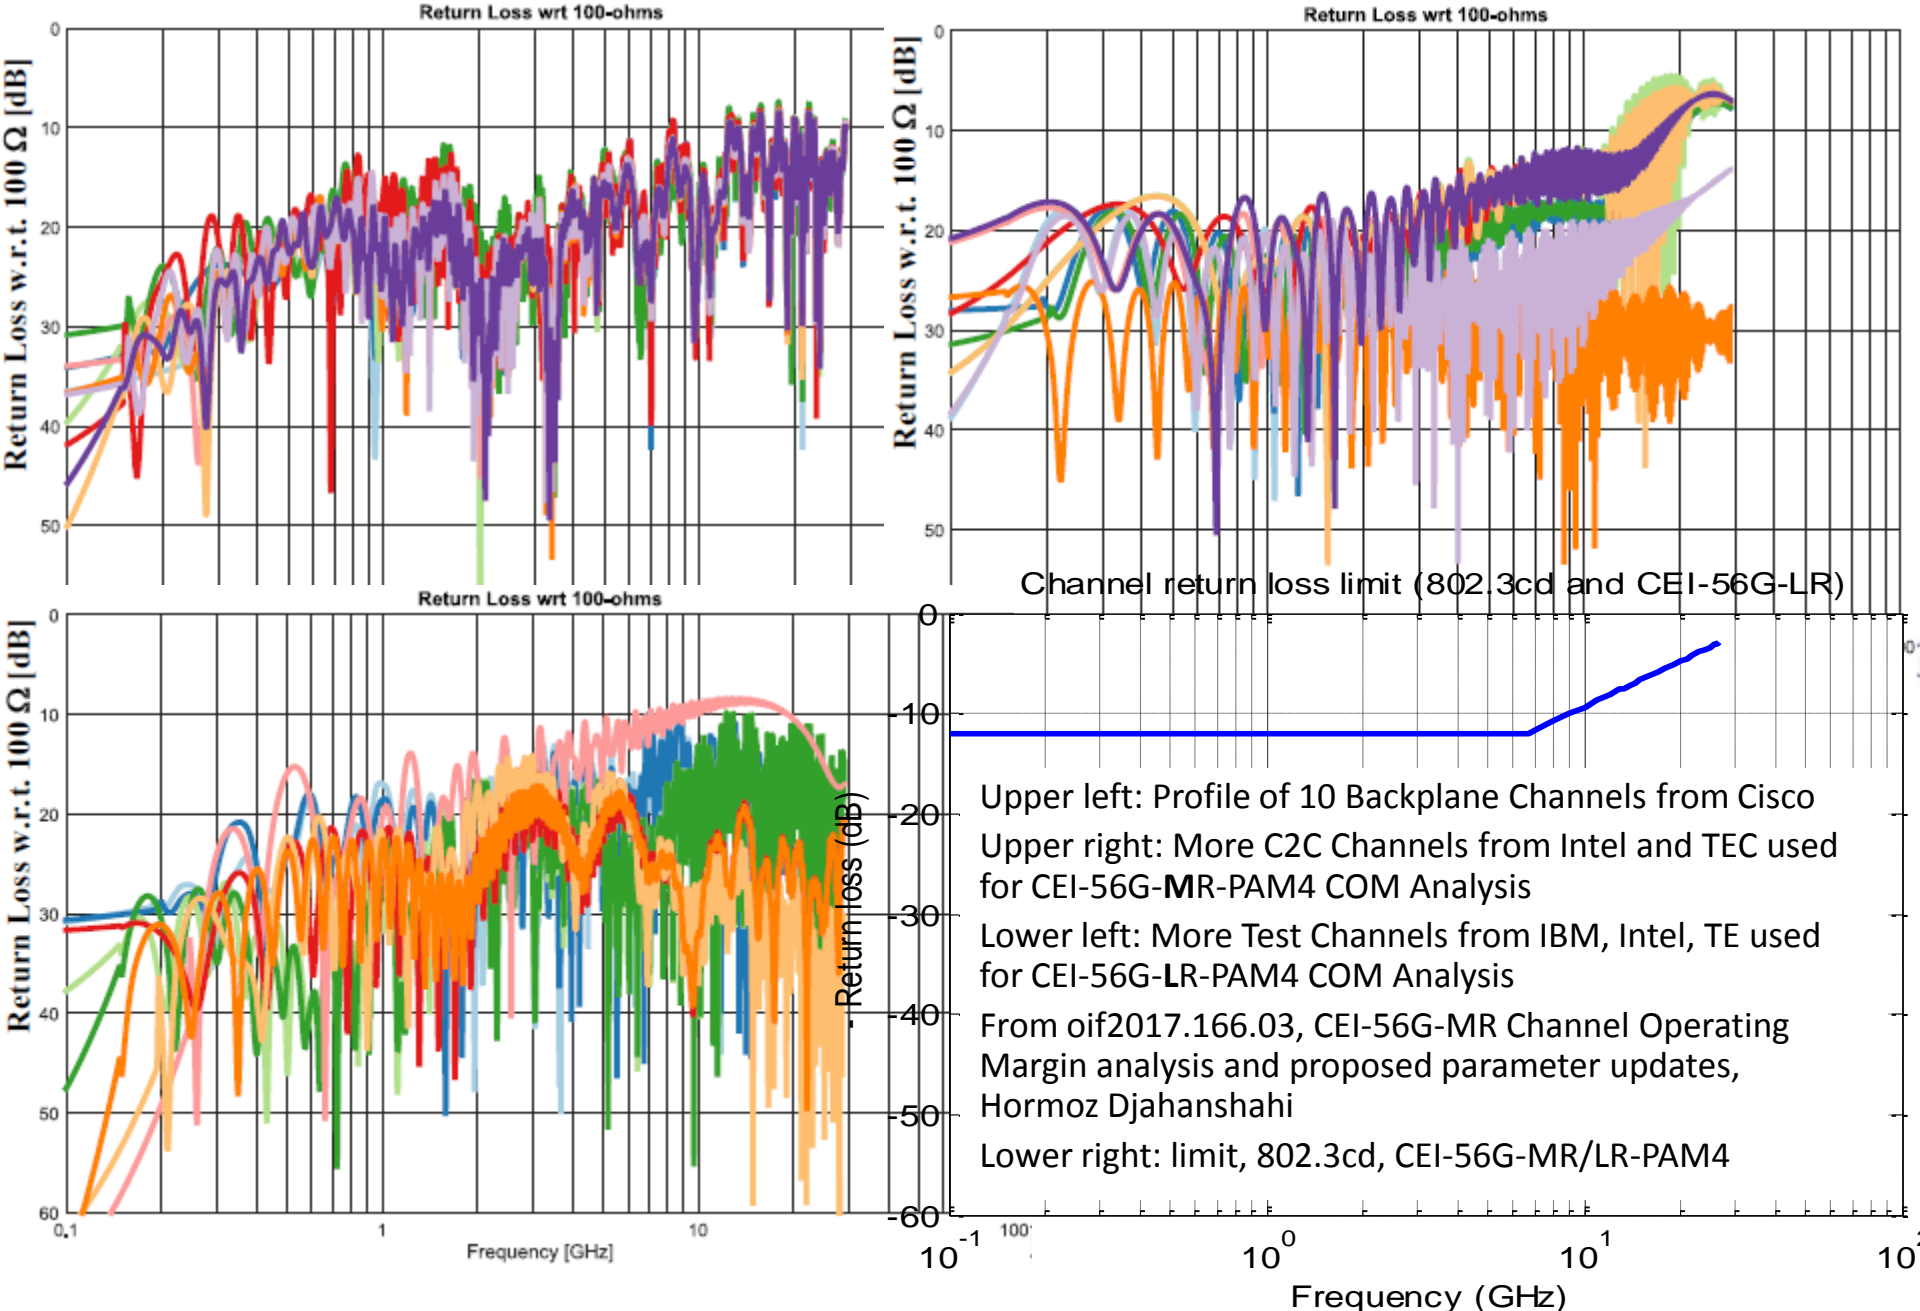 Return Loss wrt 100-ohms
Return Loss w.r.t. 100 Ω [dB]
0
10
20
30
40
50
Return Loss wrt 100-ohms
Return Loss w.r.t. 100 Ω [dB]
0
10
20
30
40
50
Return Loss wrt 100-ohms
Return Loss w.r.t. 100 Ω [dB]
0
10
20
30
40
50
60
0.1
1
10
100
Frequency [GHz]
Channel return loss limit (802.3cd and CEI-56G-LR)
- Return loss (dB)
0
-10
-20
-30
-40
-50
-60
Upper left: Profile of 10 Backplane Channels from Cisco
Upper right: More C2C Channels from Intel and TEC used
for CEI-56G-MR-PAM4 COM Analysis
Lower left: More Test Channels from IBM, Intel, TE used
for CEI-56G-LR-PAM4 COM Analysis
From oif2017.166.03, CEI-56G-MR Channel Operating
Margin analysis and proposed parameter updates,
Hormoz Djahanshahi
Lower right: limit, 802.3cd, CEI-56G-MR/LR-PAM4
10⁻¹
10⁰
10¹
10²
Frequency (GHz)